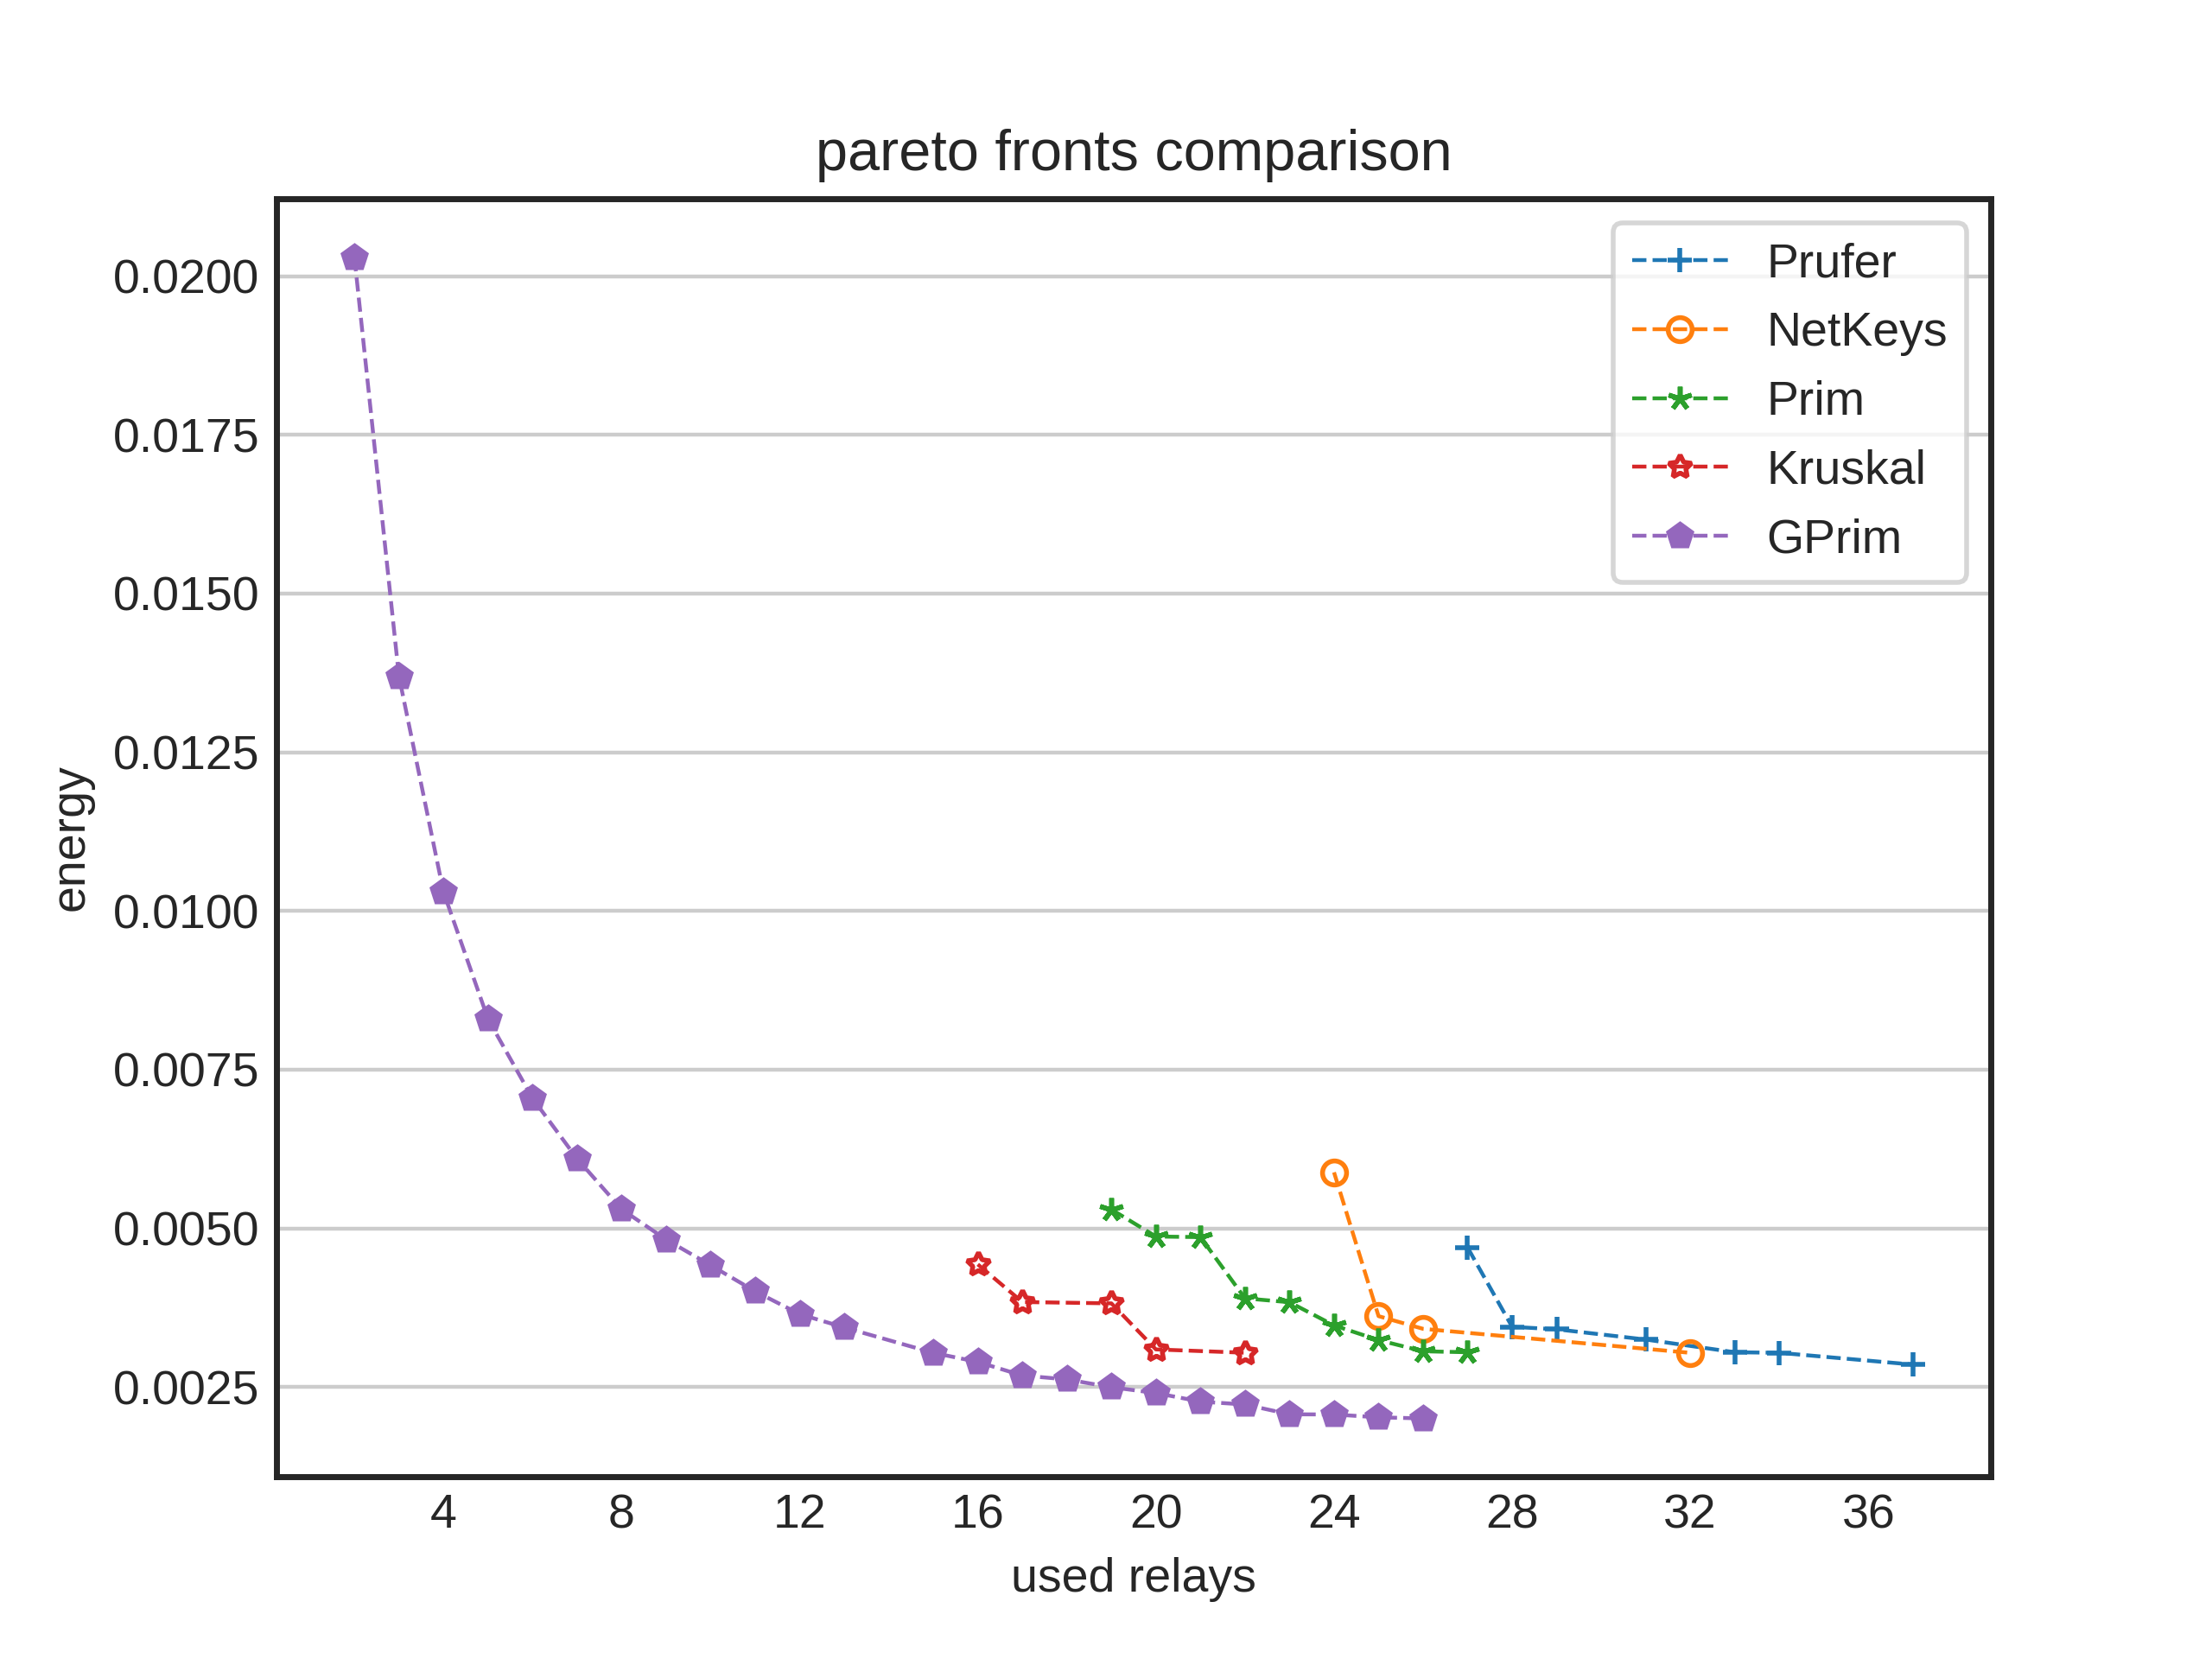 pareto fronts comparison
Prufer
NetKeys
Prim
Kruskal
GPrim
0.0200
0.0175
0.0150
0.0125
0.0100
0.0075
0.0050
0.0025
energy
4 8 12 16 20 24 28 32 36
used relays